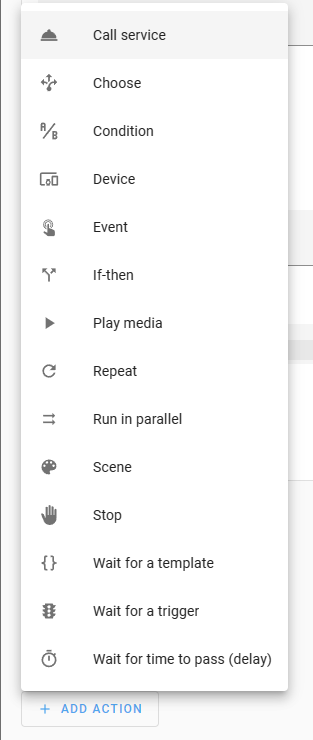 Call service
Choose
Condition
Device
Event
If-then
Play media
Repeat
Run in parallel
Scene
Stop
Wait for a template
Wait for a trigger
Wait for time to pass (delay)
+ ADD ACTION